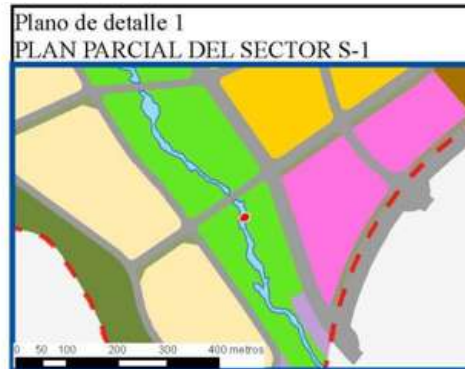 Plano de detalle 1
PLAN PARCIAL DEL SECTOR S-1
0 50 100 200 300 400 metros